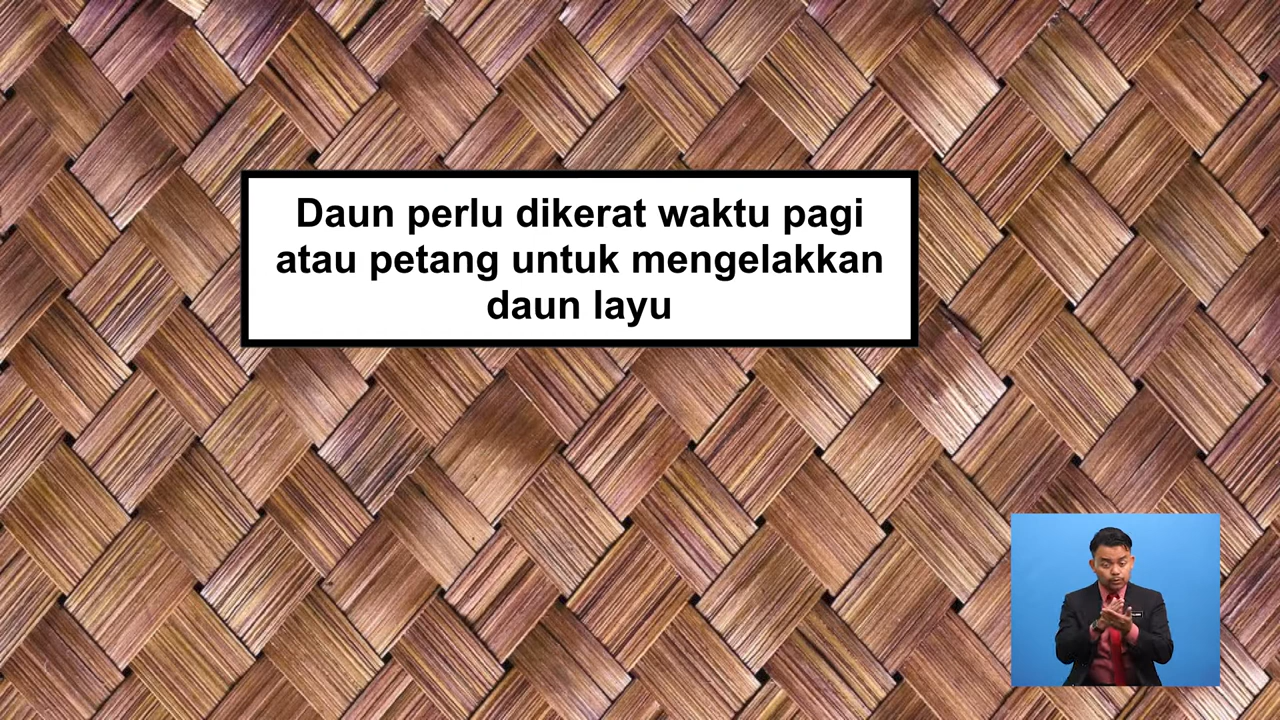 Daun perlu dikerat waktu pagi
atau petang untuk mengelakkan
daun layu